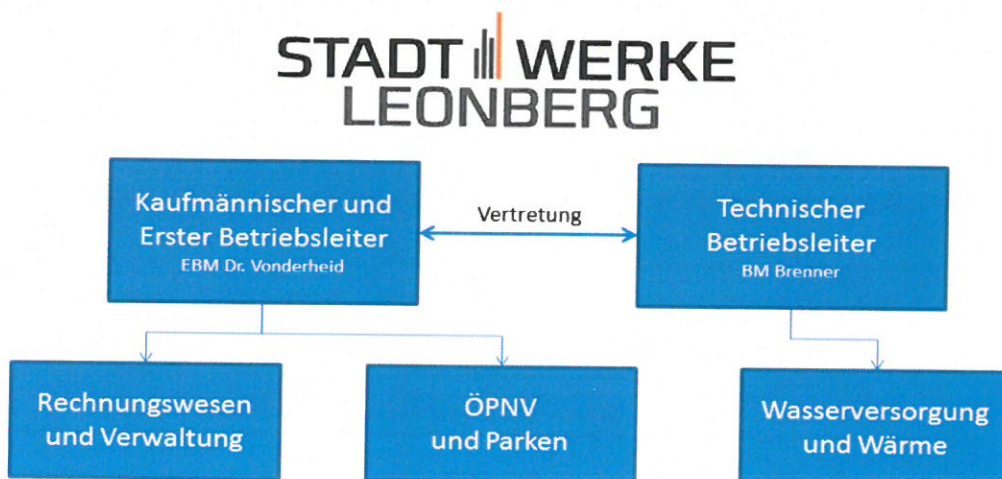 STADT WERKE
LEONBERG
Kaufmännischer und
Erster Betriebsleiter
EBM Dr. Vonderheid
Vertretung
Technischer
Betriebsleiter
BM Brenner
Rechnungswesen
und Verwaltung
ÖPNV
und Parken
Wasserversorgung
und Wärme